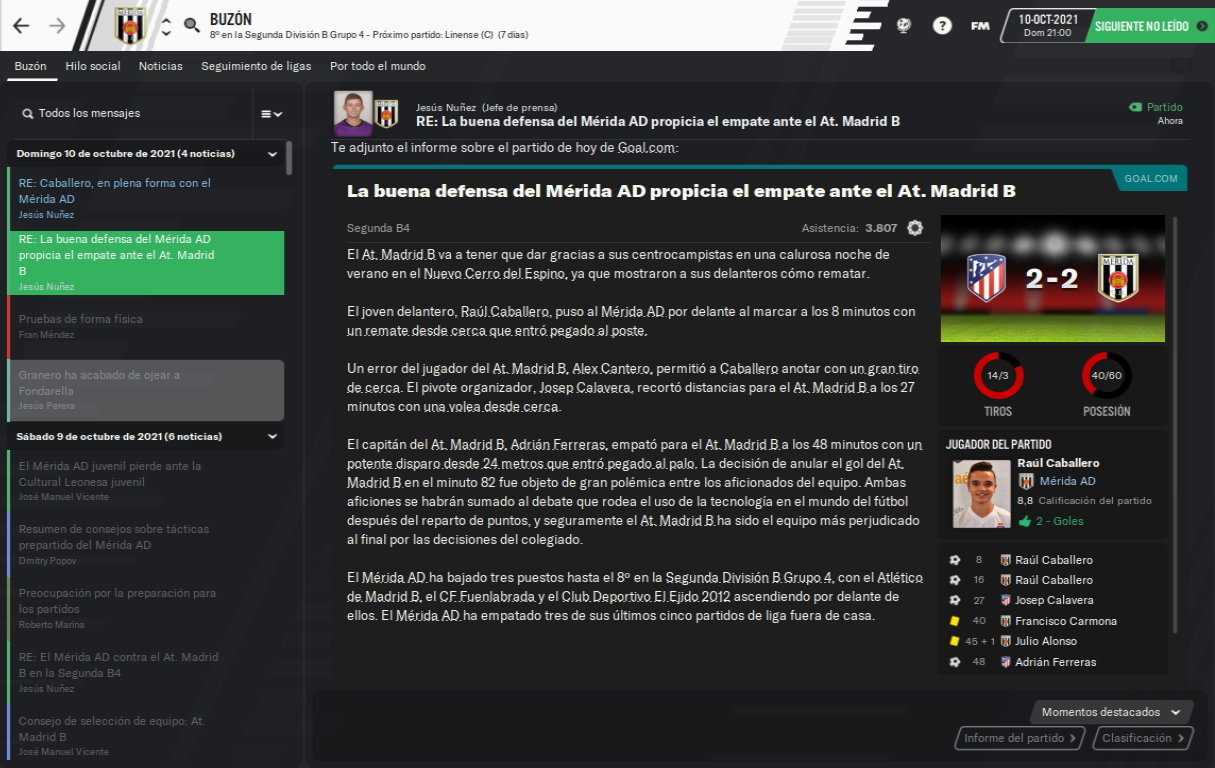 BUZÓN
8º en la Segunda División B Grupo 4 - Próximo partido: Linense (C) (7 días)
FM
10-OCT-2021
Dom 21:00
SIGUIENTE NO LEÍDO
Buzón
Hilo social
Noticias
Seguimiento de ligas
Por todo el mundo
Todos los mensajes
Domingo 10 de octubre de 2021 (4 noticias)
RE: Caballero, en plena forma con el
Mérida AD
Jesús Nuñez
RE: La buena defensa del Mérida AD
propicia el empate ante el At. Madrid
B
Jesús Nuñez
Pruebas de forma física
Fran Méndez
Granero ha acabado de ojear a
Fondarella
Jesús Perera
Sábado 9 de octubre de 2021 (6 noticias)
El Mérida AD juvenil pierde ante la
Cultural Leonesa juvenil
José Manuel Vicente
Resumen de consejos sobre tácticas
prepartido del Mérida AD
Dmitry Popov
Preocupación por la preparación para
los partidos
Roberto Marina
RE: El Mérida AD contra el At. Madrid
B en la Segunda B4
Jesús Nuñez
Consejo de selección de equipo: At.
Madrid B
José Manuel Vicente
Jesús Nuñez (Jefe de prensa)
RE: La buena defensa del Mérida AD propicia el empate ante el At. Madrid B
Partido
Ahora
Te adjunto el informe sobre el partido de hoy de Goal.com:
GOAL.COM
La buena defensa del Mérida AD propicia el empate ante el At. Madrid B
Segunda B4
Asistencia: 3.807
El At. Madrid B va a tener que dar gracias a sus centrocampistas en una calurosa noche de
verano en el Nuevo Cerro del Espino, ya que mostraron a sus delanteros cómo rematar.
El joven delantero, Raúl Caballero, puso al Mérida AD por delante al marcar a los 8 minutos con
un remate desde cerca que entró pegado al poste.
Un error del jugador del At. Madrid B, Alex Cantero, permitió a Caballero anotar con un gran tiro
de cerca. El pivote organizador, Josep Calavera, recortó distancias para el At. Madrid B a los 27
minutos con una volea desde cerca.
El capitán del At. Madrid B, Adrián Ferreras, empató para el At. Madrid B a los 48 minutos con un
potente disparo desde 24 metros que entró pegado al palo. La decisión de anular el gol del At.
Madrid B en el minuto 82 fue objeto de gran polémica entre los aficionados del equipo. Ambas
aficiones se habrán sumado al debate que rodea el uso de la tecnología en el mundo del fútbol
después del reparto de puntos, y seguramente el At. Madrid B ha sido el equipo más perjudicado
al final por las decisiones del colegiado.
El Mérida AD ha bajado tres puestos hasta el 8º en la Segunda División B Grupo 4, con el Atlético
de Madrid B, el CF Fuenlabrada y el Club Deportivo El Ejido 2012 ascendiendo por delante de
ellos. El Mérida AD ha empatado tres de sus últimos cinco partidos de liga fuera de casa.
2-2
MERIDA
14/3
TIROS
40/60
POSESIÓN
JUGADOR DEL PARTIDO
Raúl Caballero
Mérida AD
8,8 Calificación del partido
2 - Goles
8 Raúl Caballero
16 Raúl Caballero
27 Josep Calavera
40 Francisco Carmona
45 + 1 Julio Alonso
48 Adrián Ferreras
Momentos destacados
Informe del partido
Clasificación